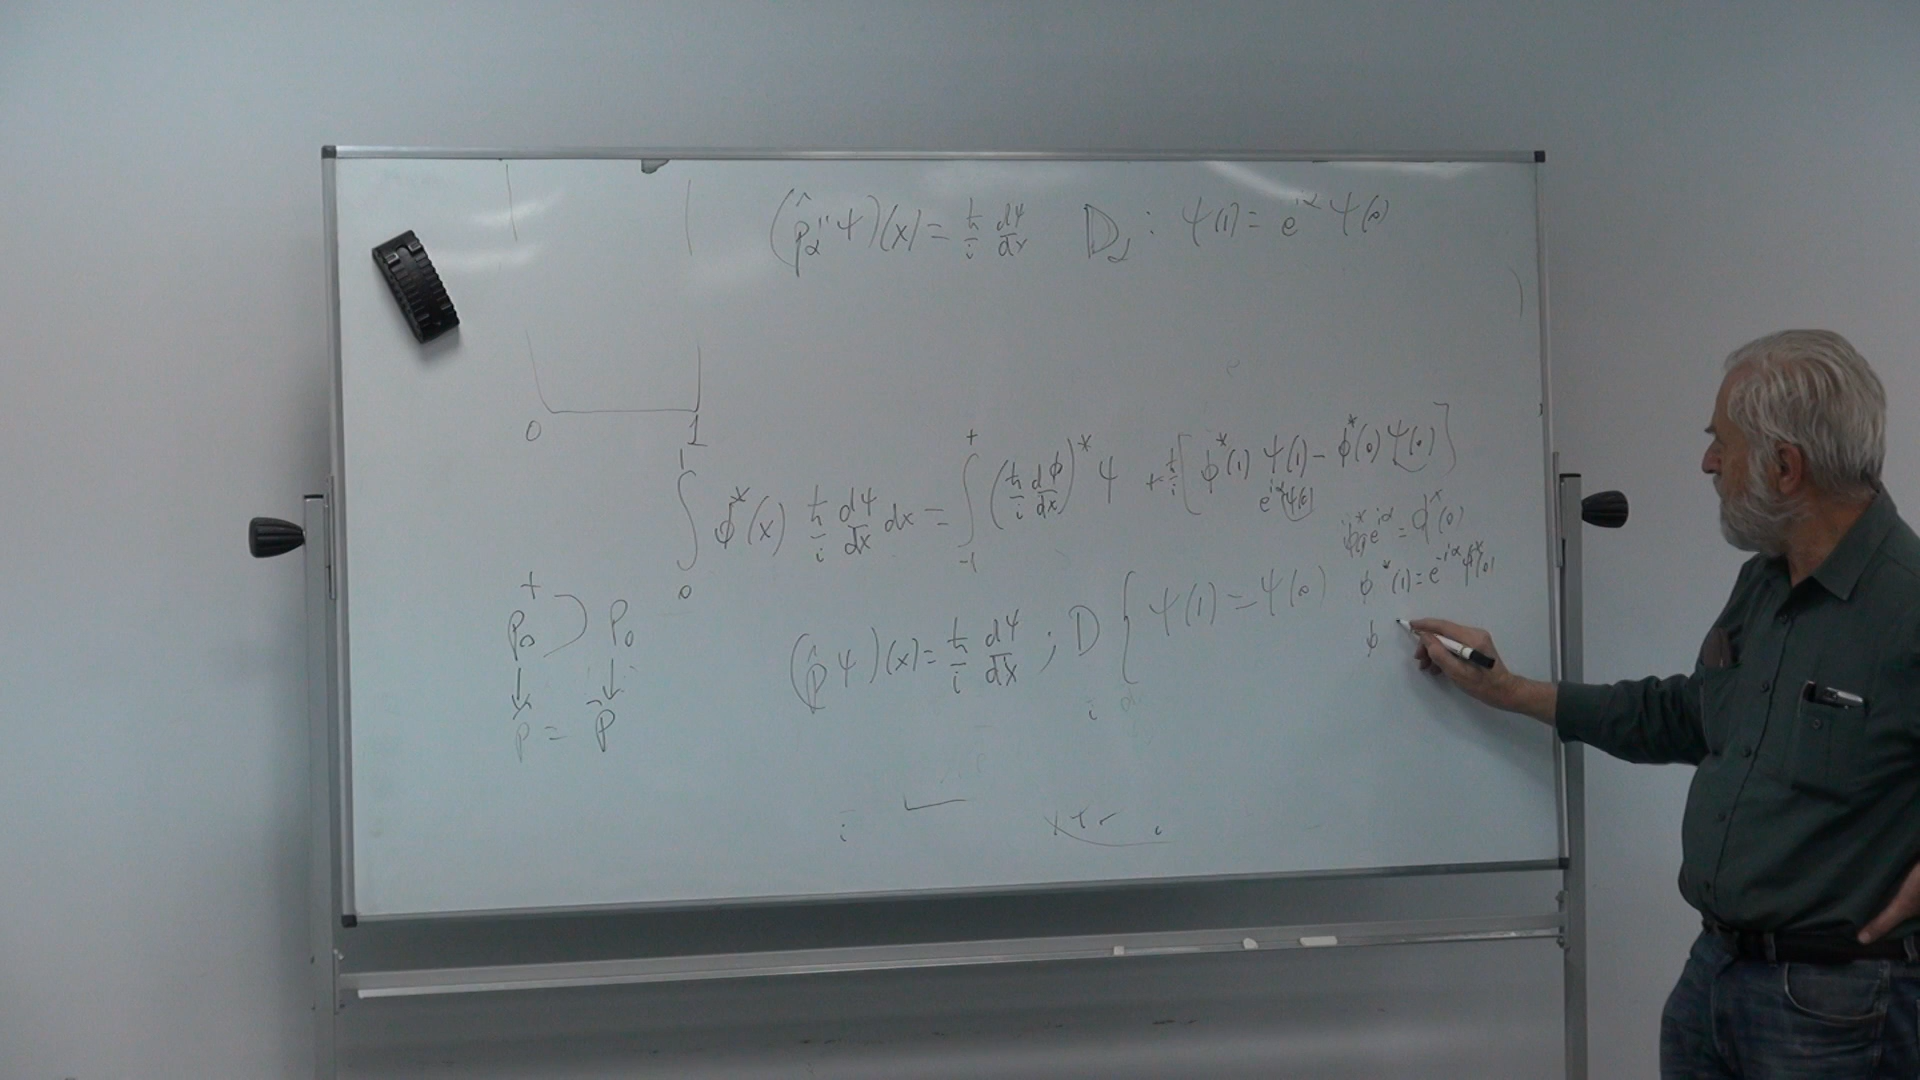 (p̂α ψ)(x) = ħ/i dψ/dx D_α : ψ(1) = e^{iα} ψ(0)
0 1
∫₀¹ ϕ*(x) ħ/i dψ/dx dx = ∫₋₁⁺ (ħ/i dϕ/dx)* ψ + ħ/i [ϕ*(1) ψ(1) − ϕ*(0) ψ(0)]
e^{iα}ψ(0)
ϕ*(1) e^{iα} = ϕ*(0)
ϕ*(1) = e^{-iα} ϕ*(0)
p₀⁺ ⊃ p₀
(p̂ ψ)(x) = ħ/i dψ/dx ; D { ψ(1) = ψ(0)
ϕ
↓ ↓
p̂ = p̂
i
i